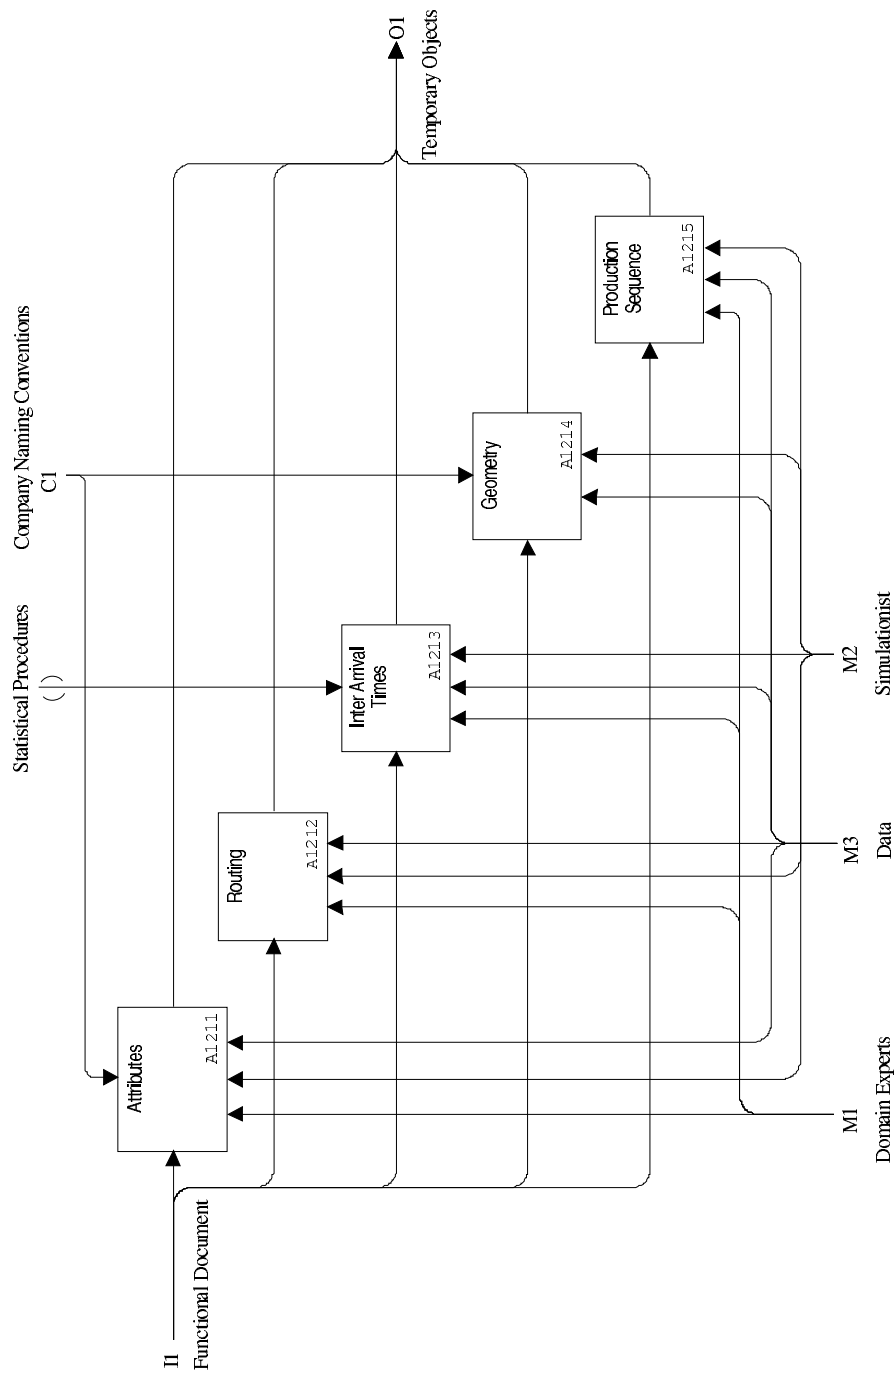 Statistical Procedures
( )
Company Naming Conventions
C1
I1
Functional Document
Attributes
A1211
Routing
A1212
Inter Arrival
Times
A1213
Geometry
A1214
Production
Sequence
A1215
O1
Temporary Objects
M1
Domain Experts
M3
Data
M2
Simulationist